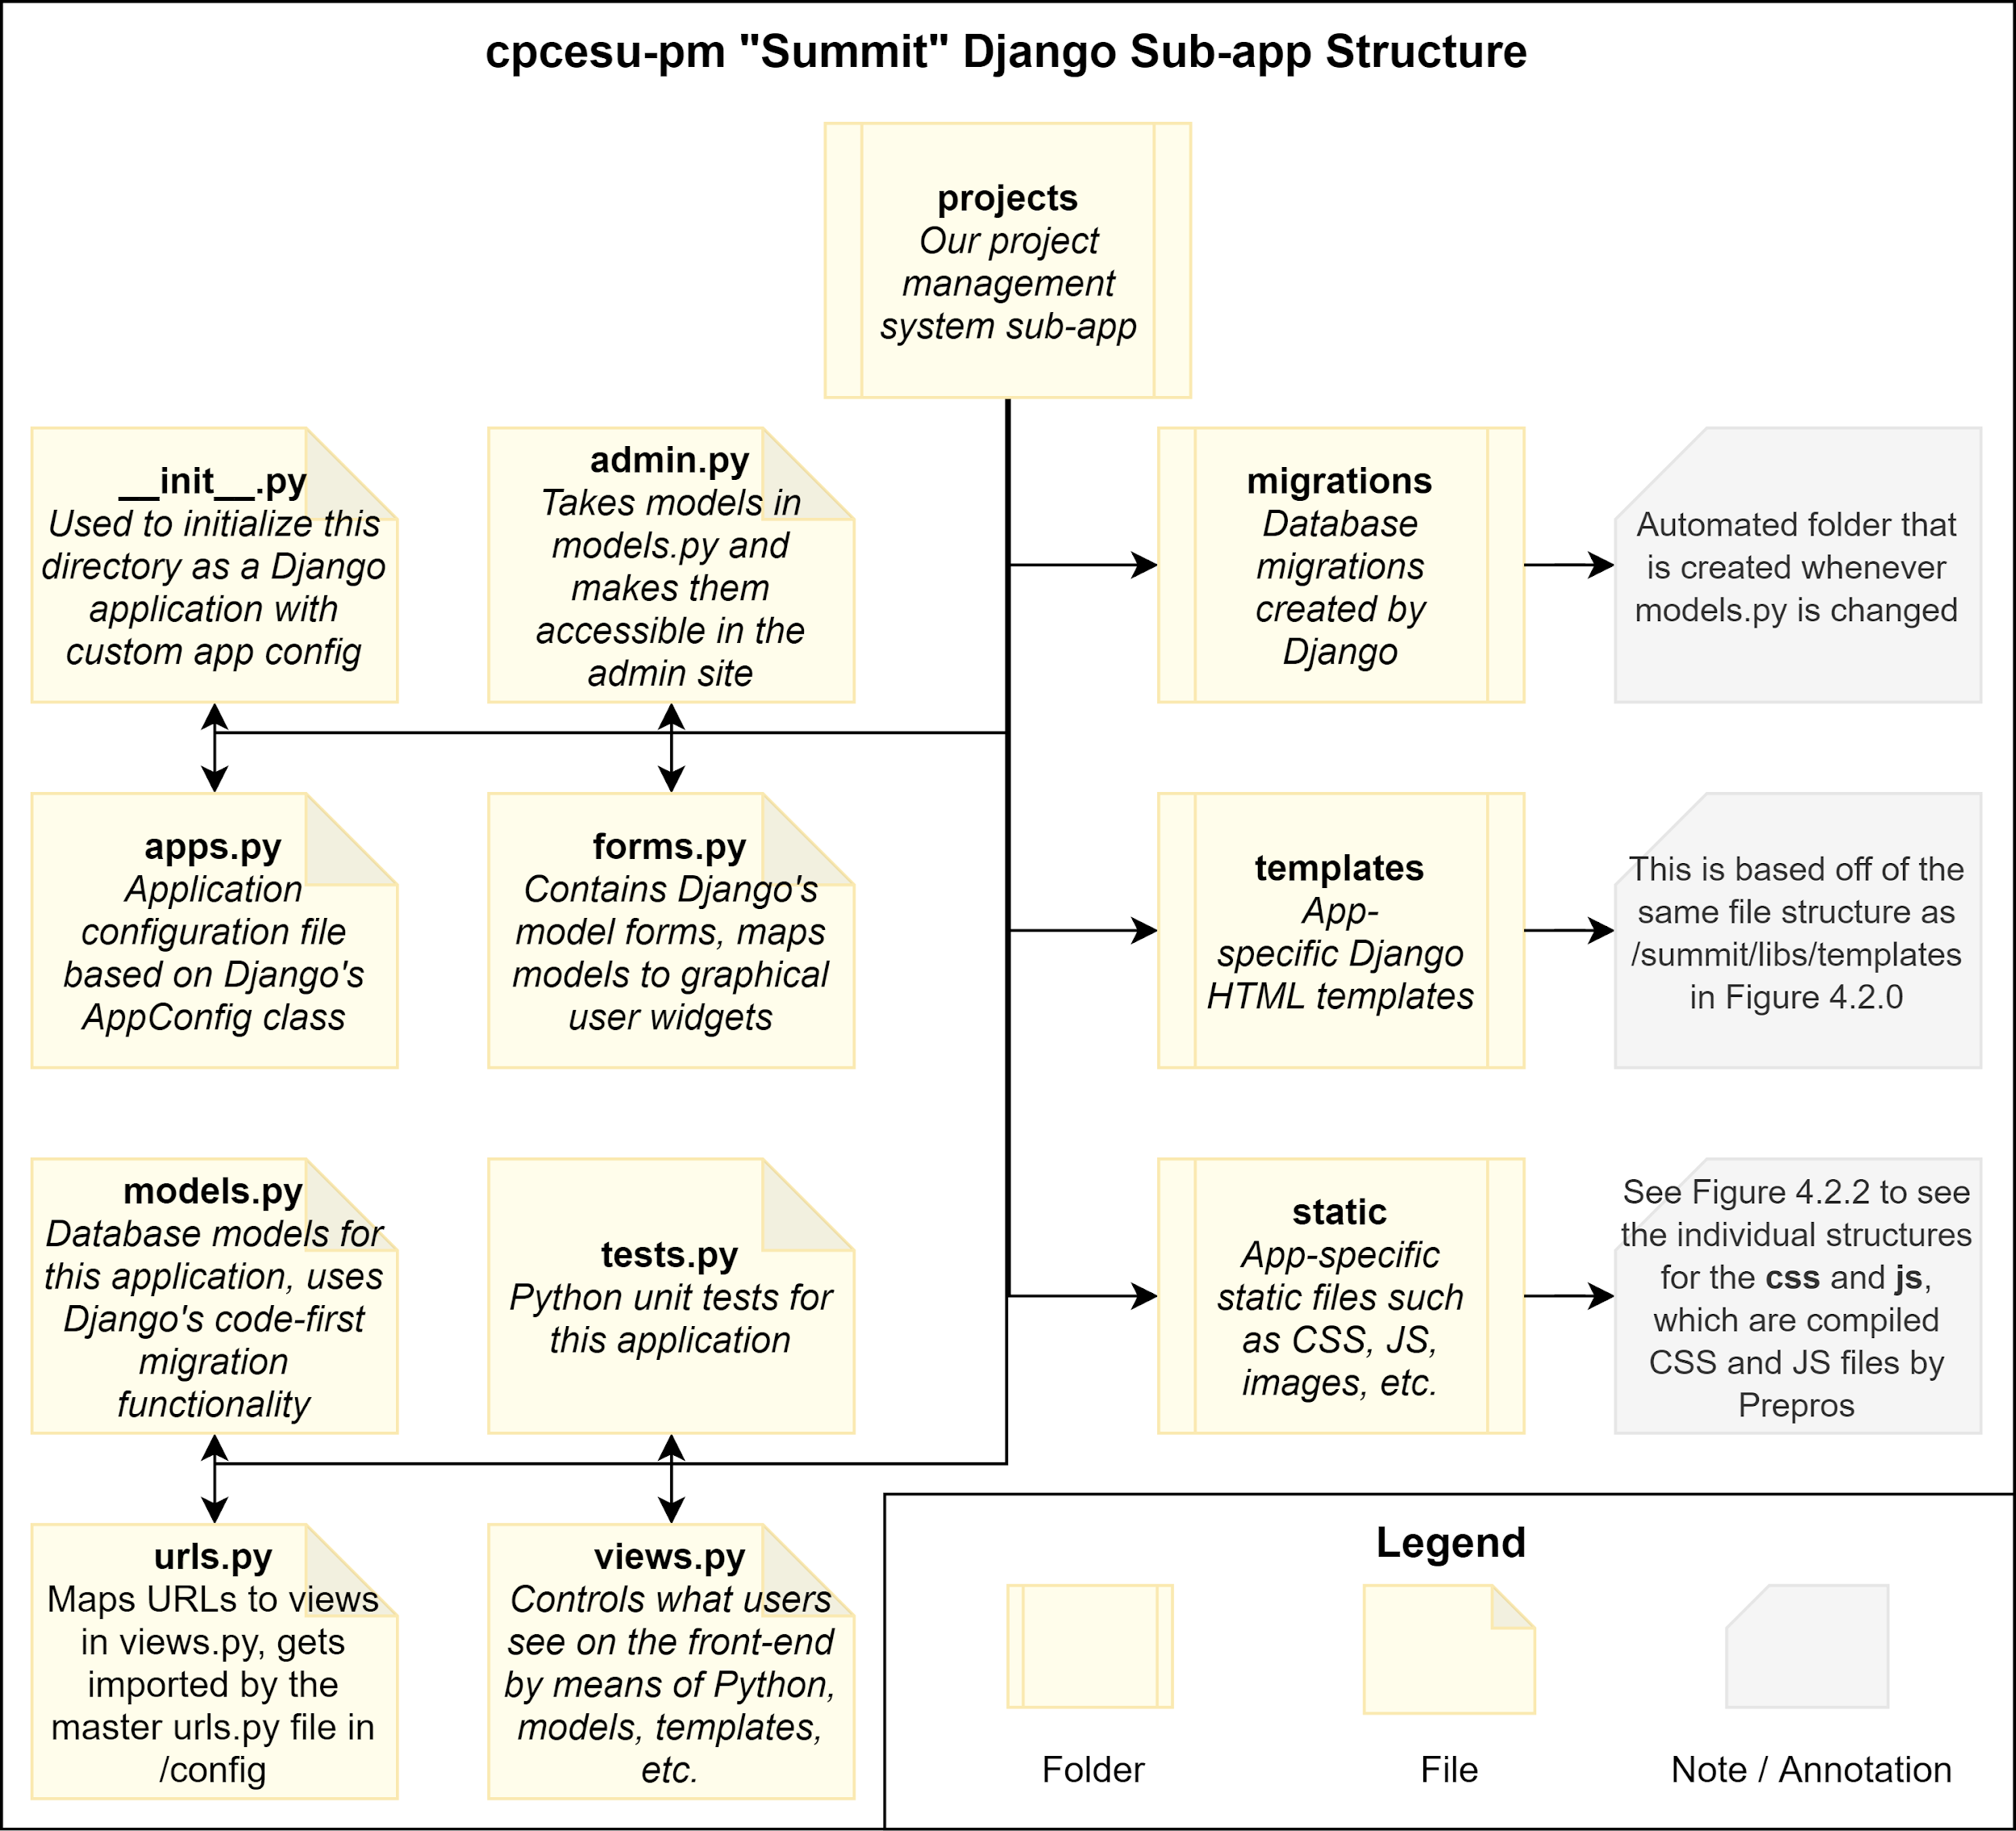 cpcesu-pm "Summit" Django Sub-app Structure
projects
Our project
management
system sub-app
__init__.py
Used to initialize this
directory as a Django
application with
custom app config
admin.py
Takes models in
models.py and
makes them
accessible in the
admin site
migrations
Database
migrations
created by
Django
Automated folder that
is created whenever
models.py is changed
apps.py
Application
configuration file
based on Django's
AppConfig class
forms.py
Contains Django's
model forms, maps
models to graphical
user widgets
templates
App-
specific Django
HTML templates
This is based off of the
same file structure as
/summit/libs/templates
in Figure 4.2.0
models.py
Database models for
this application, uses
Django's code-first
migration
functionality
tests.py
Python unit tests for
this application
static
App-specific
static files such
as CSS, JS,
images, etc.
See Figure 4.2.2 to see
the individual structures
for the css and js,
which are compiled
CSS and JS files by
Prepros
urls.py
Maps URLs to views
in views.py, gets
imported by the
master urls.py file in
/config
views.py
Controls what users
see on the front-end
by means of Python,
models, templates,
etc.
Legend
Folder
File
Note / Annotation